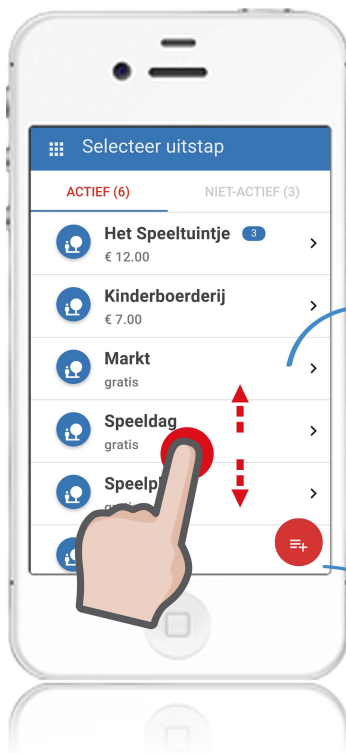 Selecteer uitstap
ACTIEF (6)
NIET-ACTIEF (3)
Het Speeltuintje 3
€ 12.00
Kinderboerderij
€ 7.00
Markt
gratis
Speeldag
gratis